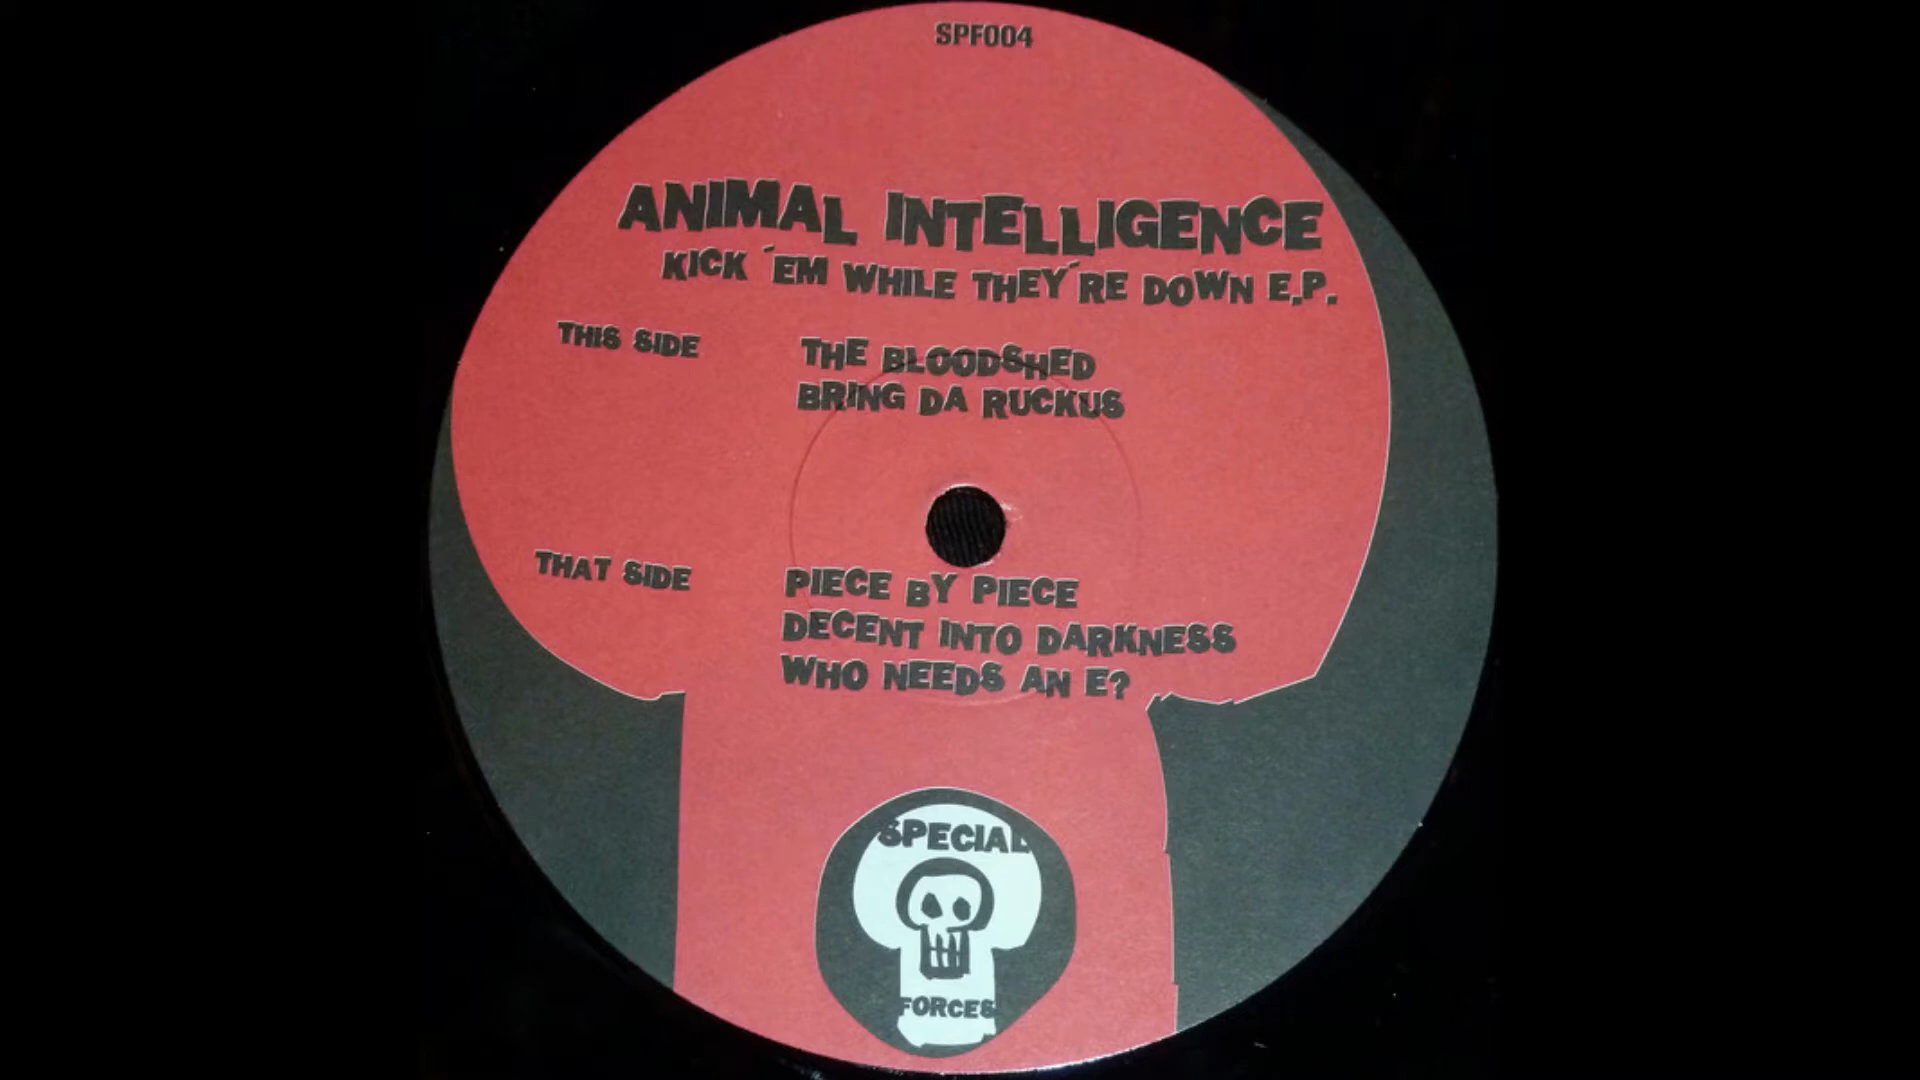 SPF004
ANIMAL INTELLIGENCE
KICK ´EM WHILE THEY´RE DOWN E.P.
THIS SIDE THE BLOODSHED
BRING DA RUCKUS
THAT SIDE PIECE BY PIECE
DECENT INTO DARKNESS
WHO NEEDS AN E?
SPECIAL
FORCES